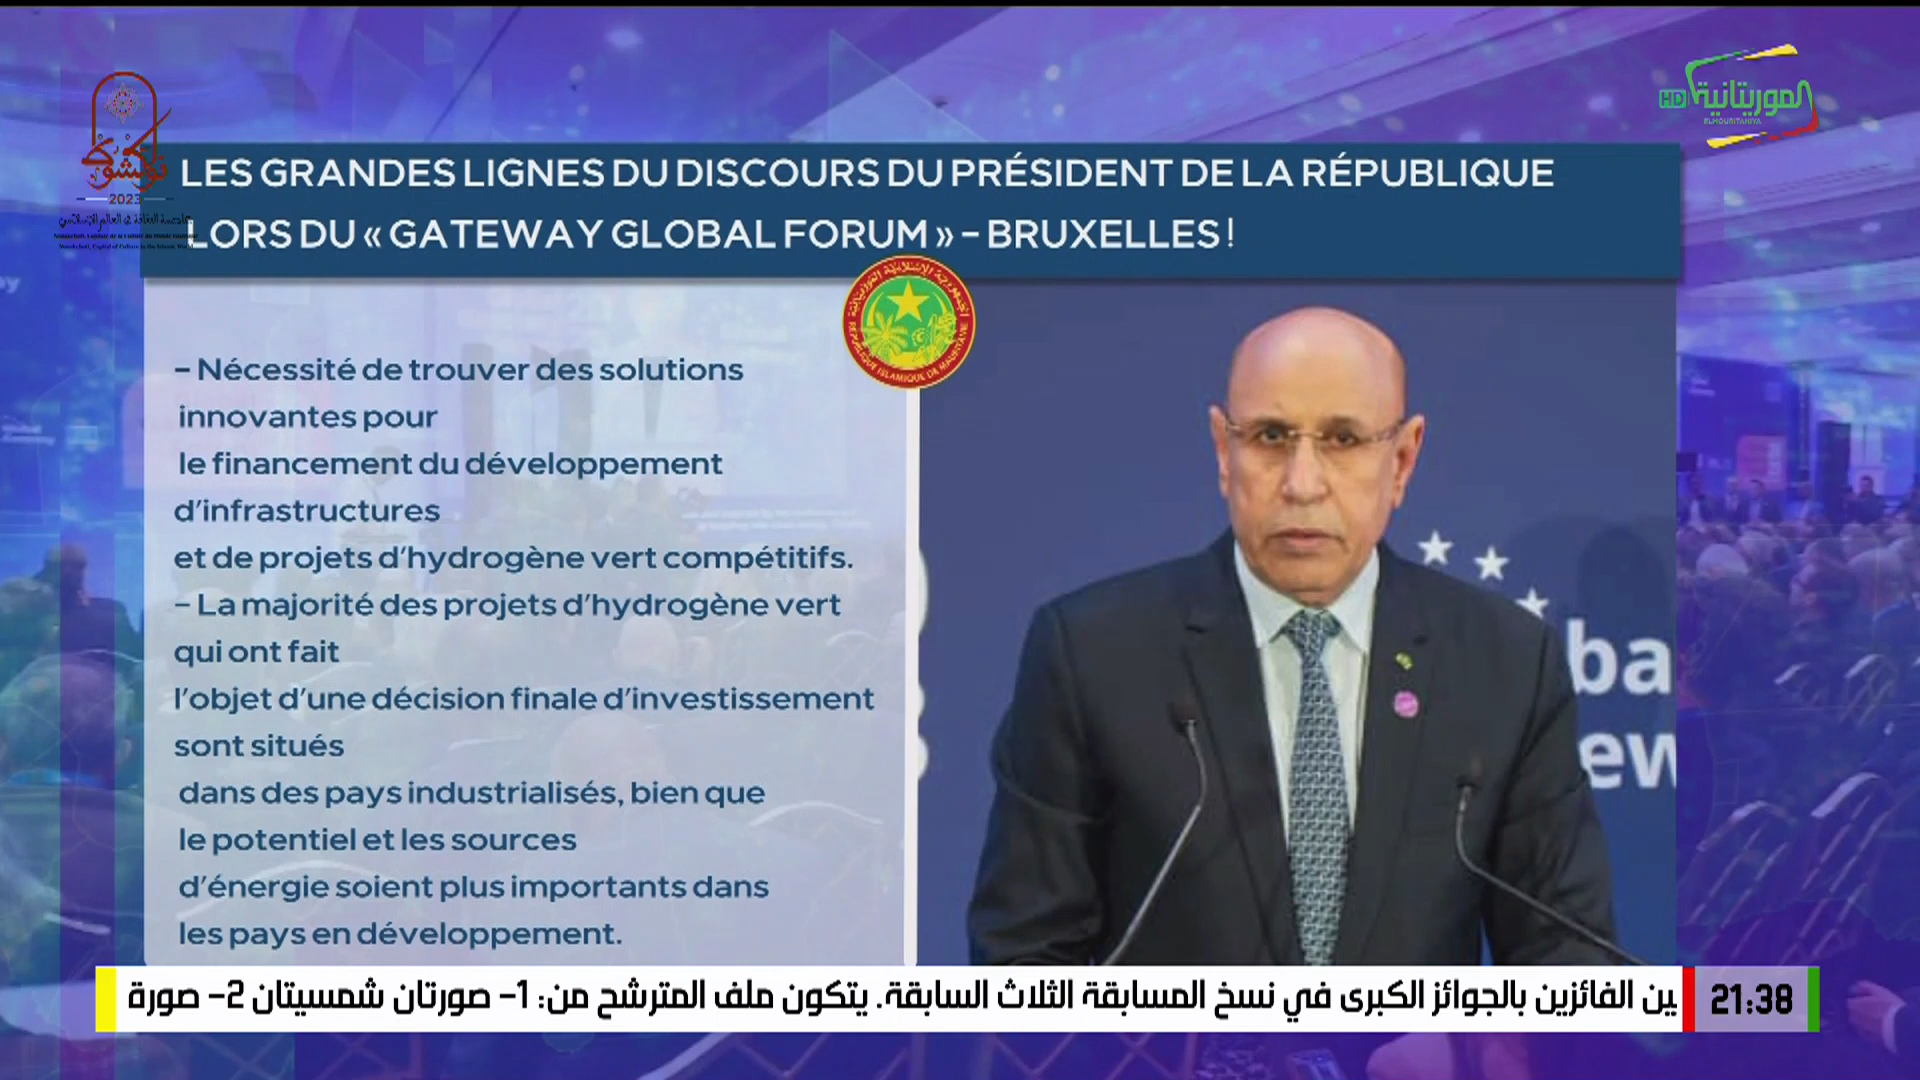 الموريتانية
HD
ELMOURITANIYA
2023
LES GRANDES LIGNES DU DISCOURS DU PRÉSIDENT DE LA RÉPUBLIQUE
LORS DU « GATEWAY GLOBAL FORUM » – BRUXELLES !
REPUBLIQUE ISLAMIQUE DE MAURITANIE
– Nécessité de trouver des solutions
innovantes pour
le financement du développement
d'infrastructures
et de projets d'hydrogène vert compétitifs.
– La majorité des projets d'hydrogène vert
qui ont fait
l'objet d'une décision finale d'investissement
sont situés
dans des pays industrialisés, bien que
le potentiel et les sources
d'énergie soient plus importants dans
les pays en développement.
ba
ew
ين الفائزين بالجوائز الكبرى في نسخ المسابقة الثلاث السابقة. يتكون ملف المترشح من: 1- صورتان شمسيتان 2- صورة
21:38